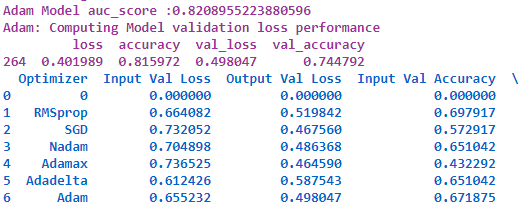 Adam Model auc_score :0.8208955223880596
Adam: Computing Model validation loss performance
loss accuracy val_loss val_accuracy
264 0.401989 0.815972 0.498047 0.744792
Optimizer Input Val Loss Output Val Loss Input Val Accuracy \
0 0 0.000000 0.000000 0.000000
1 RMSprop 0.664082 0.519842 0.697917
2 SGD 0.732052 0.467560 0.572917
3 Nadam 0.704898 0.486368 0.651042
4 Adamax 0.736525 0.464590 0.432292
5 Adadelta 0.612426 0.587543 0.651042
6 Adam 0.655232 0.498047 0.671875